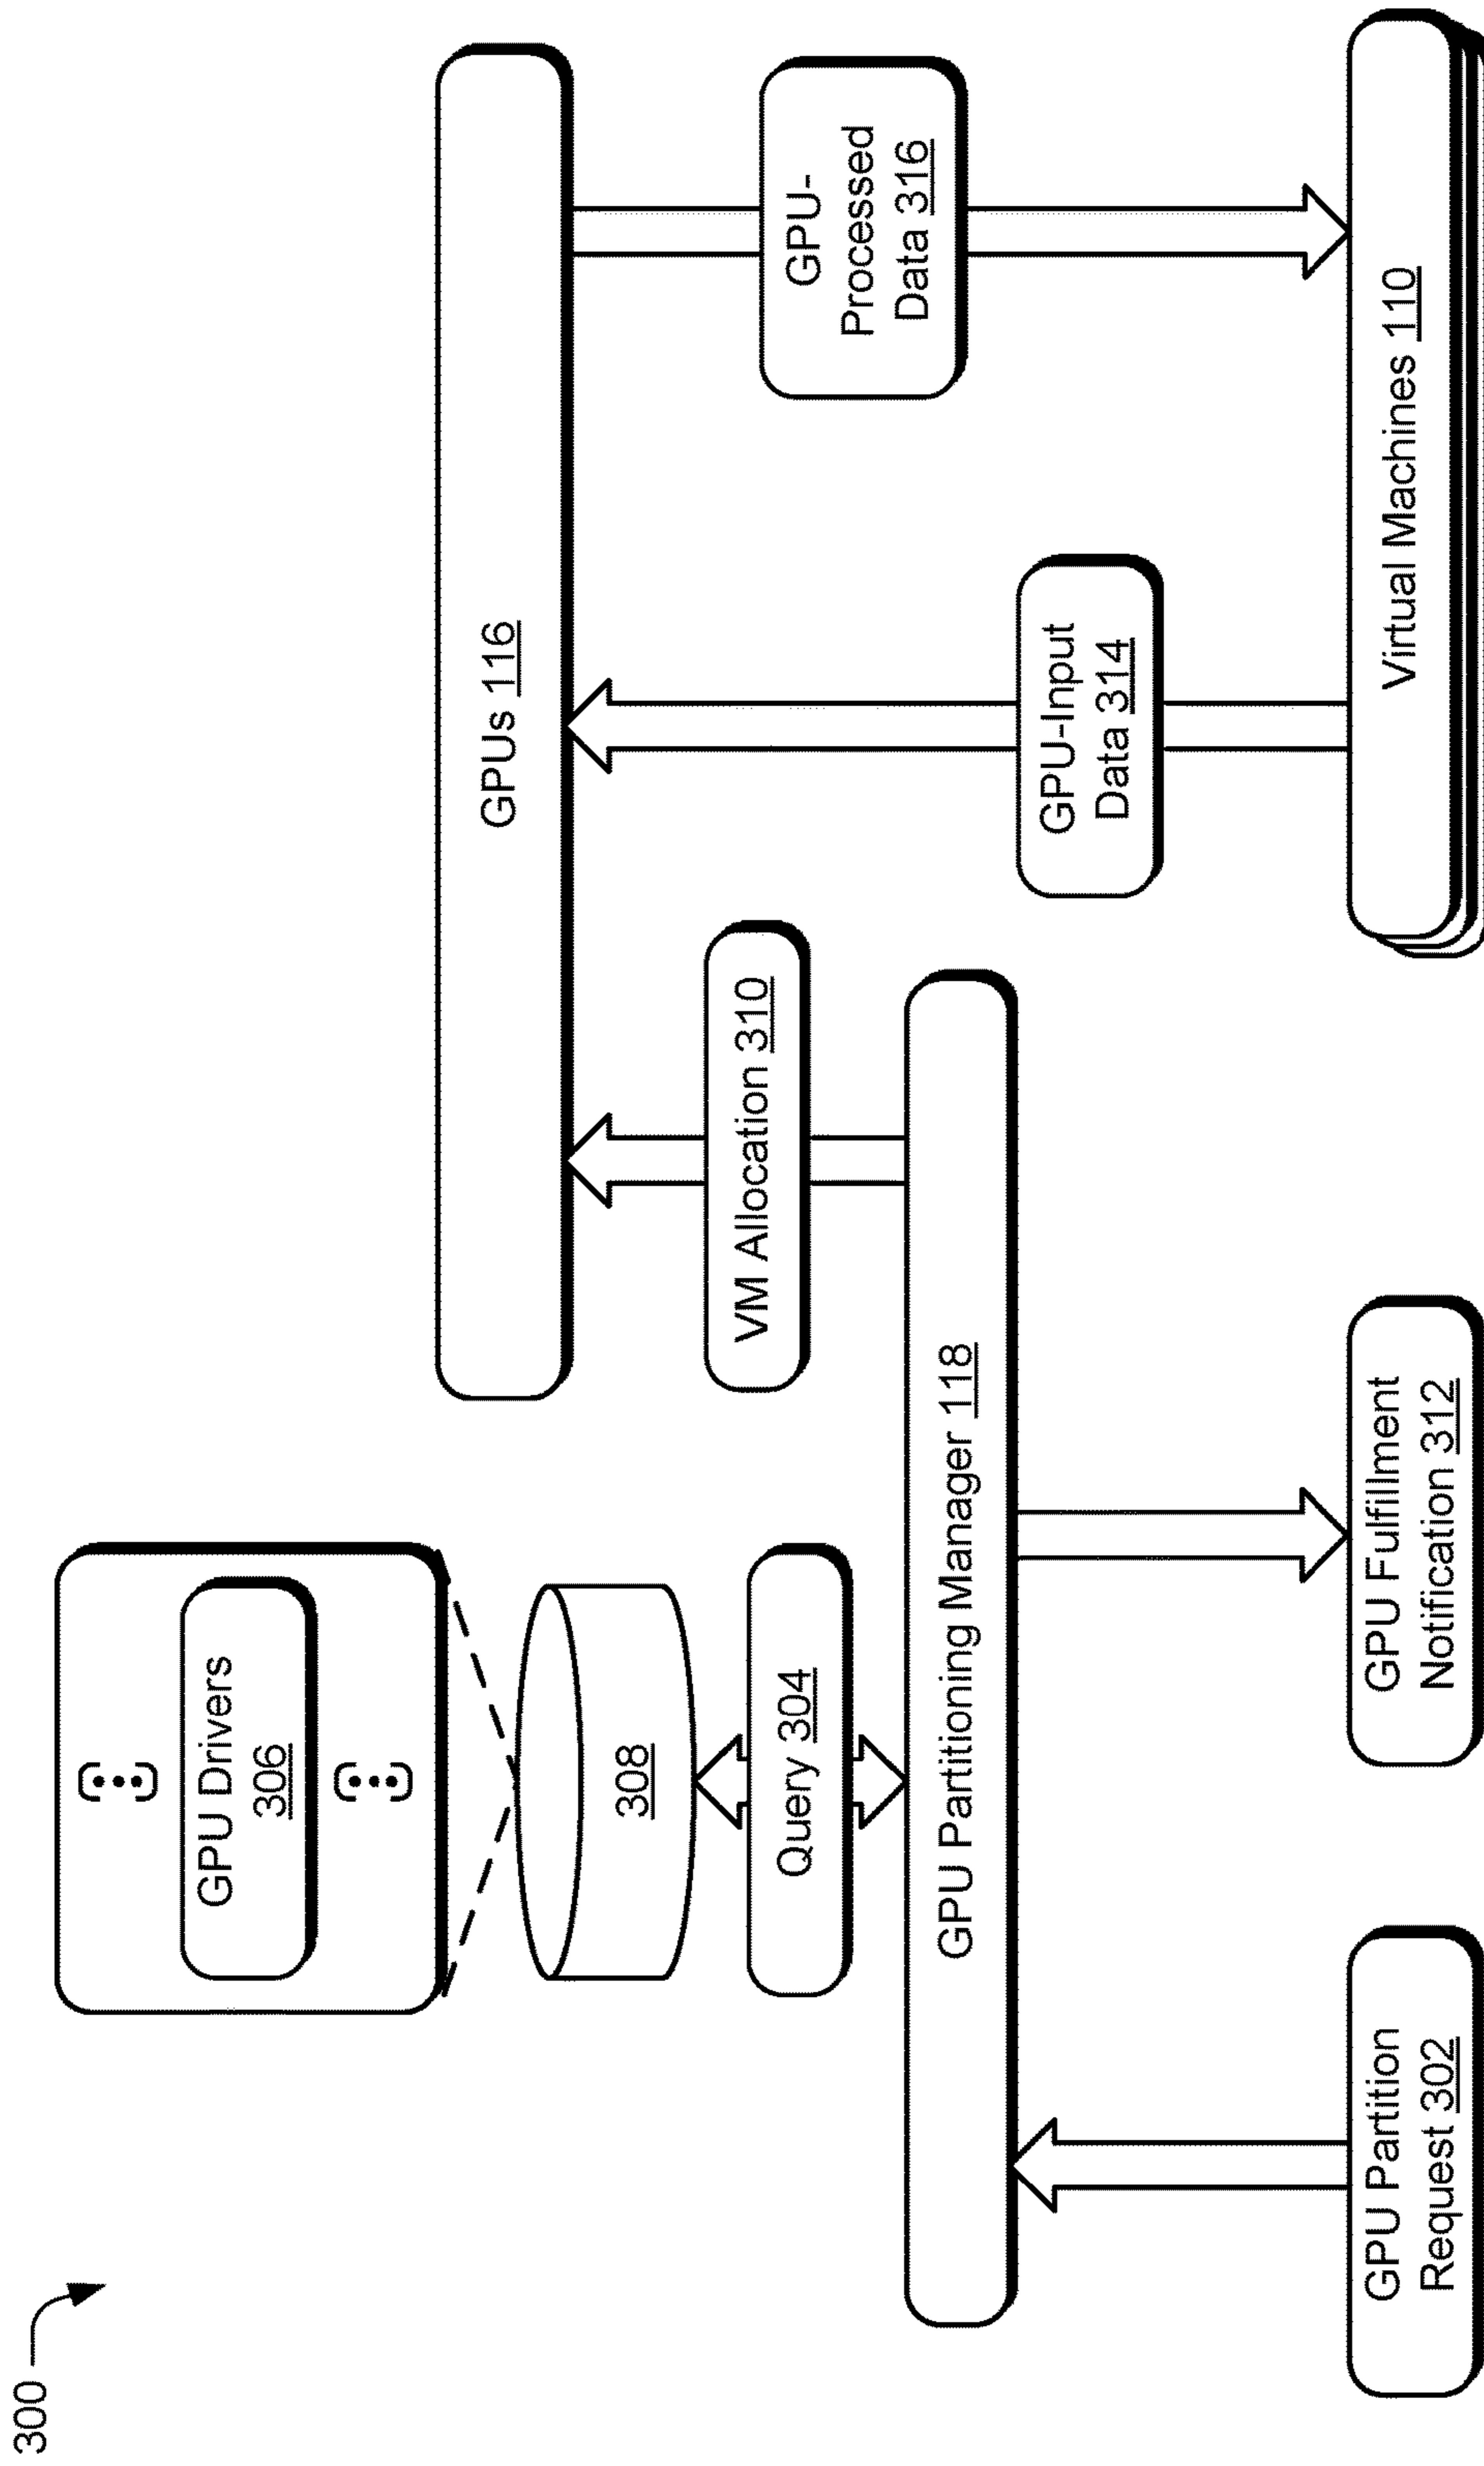 300
GPU Drivers
306
308
Query 304
GPU Partitioning Manager 118
GPU Partition
Request 302
GPU Fulfillment
Notification 312
GPUs 116
VM Allocation 310
GPU-Input
Data 314
GPU-
Processed
Data 316
Virtual Machines 110